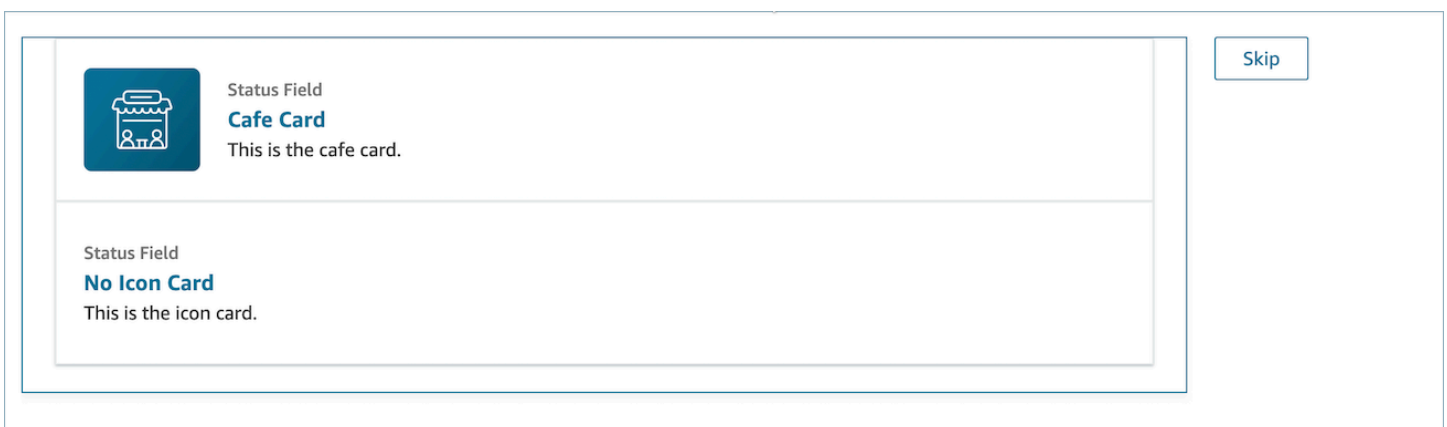 Status Field
Cafe Card
This is the cafe card.
Status Field
No Icon Card
This is the icon card.
Skip